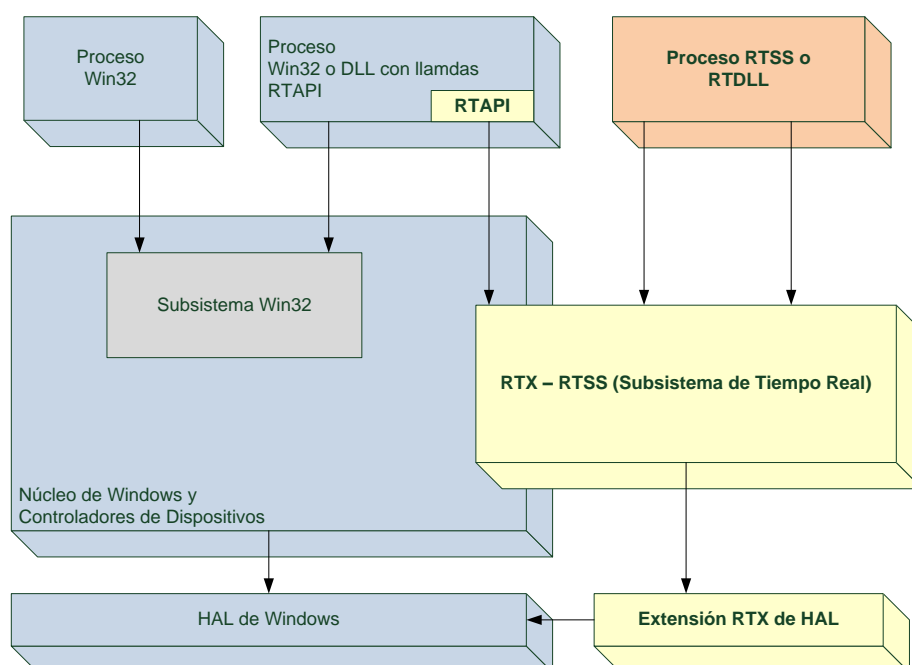 Proceso
Win32
Proceso
Win32 o DLL con llamdas
RTAPI
RTAPI
Proceso RTSS o
RTDLL
Subsistema Win32
RTX – RTSS (Subsistema de Tiempo Real)
Núcleo de Windows y
Controladores de Dispositivos
HAL de Windows
Extensión RTX de HAL